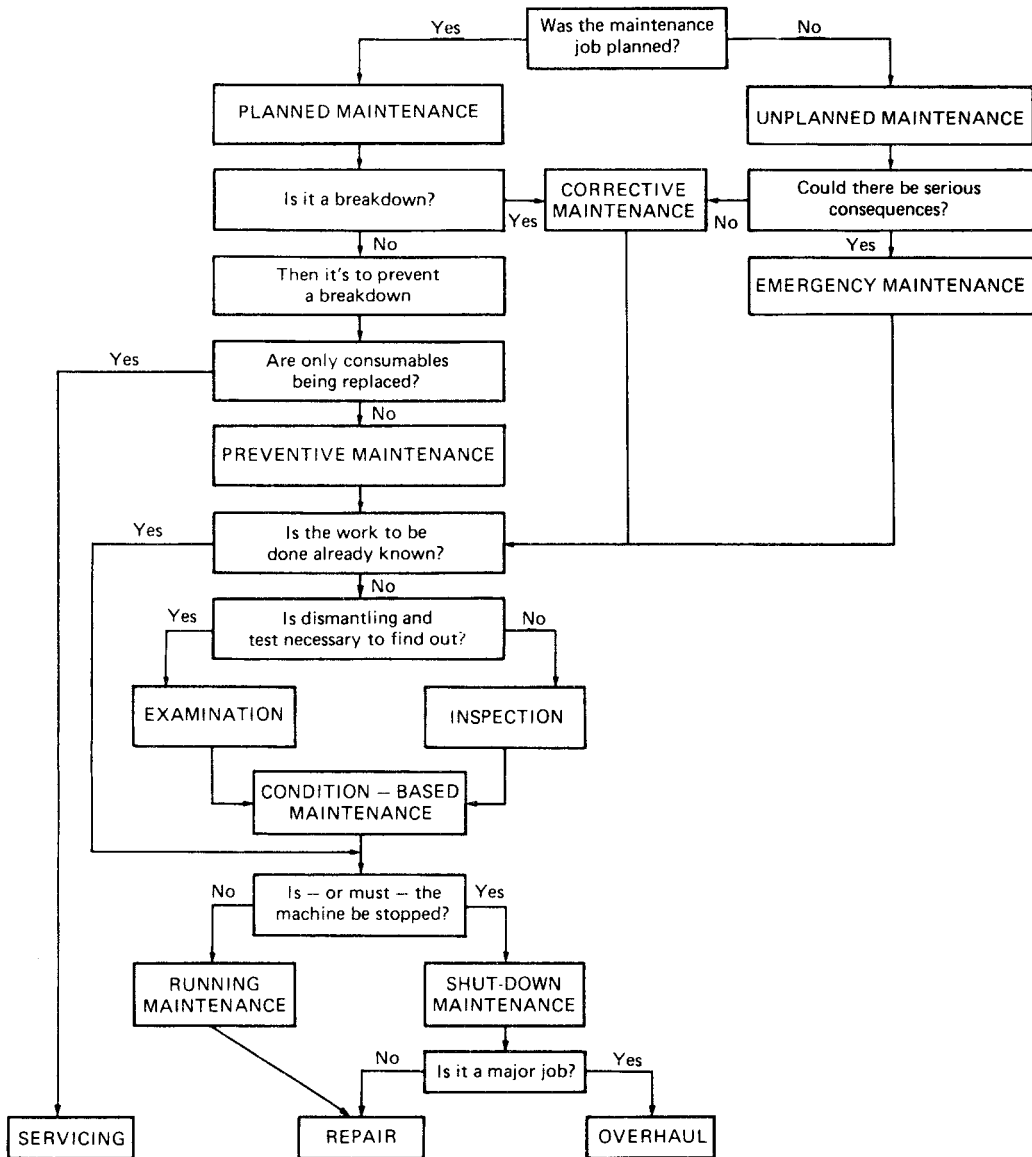 Was the maintenance
job planned?
Yes
No
PLANNED MAINTENANCE
UNPLANNED MAINTENANCE
Is it a breakdown?
Yes
CORRECTIVE
MAINTENANCE
No
Could there be serious
consequences?
No
Yes
Then it's to prevent
a breakdown
EMERGENCY MAINTENANCE
Yes
Are only consumables
being replaced?
No
PREVENTIVE MAINTENANCE
Yes
Is the work to be
done already known?
No
Yes
Is dismantling and
test necessary to find out?
No
EXAMINATION
INSPECTION
CONDITION – BASED
MAINTENANCE
No
Is – or must – the
machine be stopped?
Yes
RUNNING
MAINTENANCE
SHUT-DOWN
MAINTENANCE
No
Is it a major job?
Yes
SERVICING
REPAIR
OVERHAUL